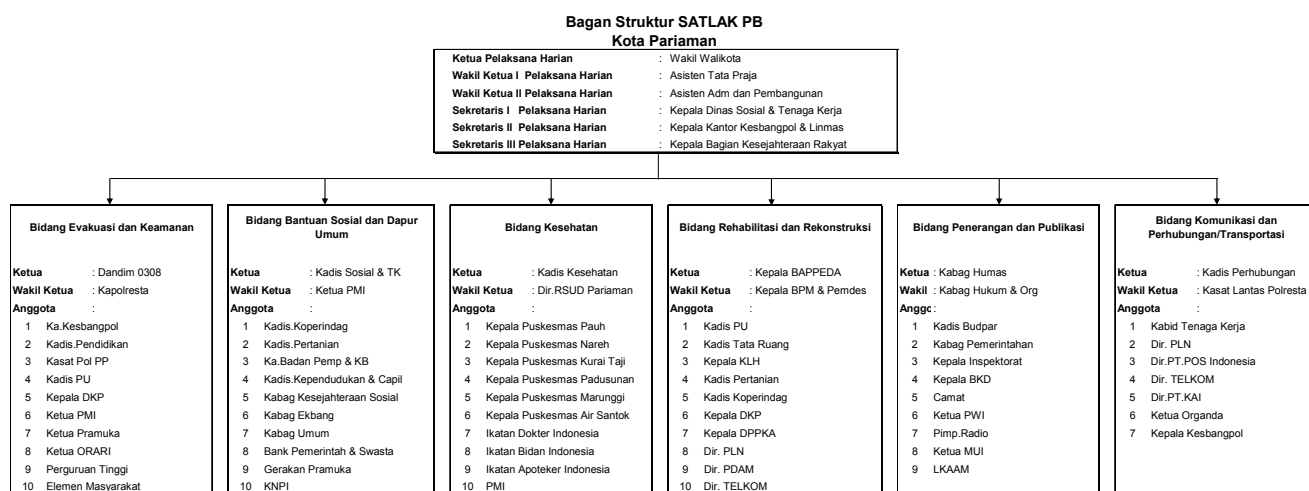 Bagan Struktur SATLAK PB
Kota Pariaman
Ketua Pelaksana Harian : Wakil Walikota
Wakil Ketua I Pelaksana Harian : Asisten Tata Praja
Wakil Ketua II Pelaksana Harian : Asisten Adm dan Pembangunan
Sekretaris I Pelaksana Harian : Kepala Dinas Sosial & Tenaga Kerja
Sekretaris II Pelaksana Harian : Kepala Kantor Kesbangpol & Linmas
Sekretaris III Pelaksana Harian : Kepala Bagian Kesejahteraan Rakyat
Bidang Evakuasi dan Keamanan
Ketua : Dandim 0308
Wakil Ketua : Kapolresta
Anggota :
1 Ka.Kesbangpol
2 Kadis.Pendidikan
3 Kasat Pol PP
4 Kadis PU
5 Kepala DKP
6 Ketua PMI
7 Ketua Pramuka
8 Ketua ORARI
9 Perguruan Tinggi
10 Elemen Masyarakat
Bidang Bantuan Sosial dan Dapur
Umum
Ketua : Kadis Sosial & TK
Wakil Ketua : Ketua PMI
Anggota :
1 Kadis.Koperindag
2 Kadis.Pertanian
3 Ka.Badan Pemp & KB
4 Kadis.Kependudukan & Capil
5 Kabag Kesejahteraan Sosial
6 Kabag Ekbang
7 Kabag Umum
8 Bank Pemerintah & Swasta
9 Gerakan Pramuka
10 KNPI
Bidang Kesehatan
Ketua : Kadis Kesehatan
Wakil Ketua : Dir.RSUD Pariaman
Anggota :
1 Kepala Puskesmas Pauh
2 Kepala Puskesmas Nareh
3 Kepala Puskesmas Kurai Taji
4 Kepala Puskesmas Padusunan
5 Kepala Puskesmas Marunggi
6 Kepala Puskesmas Air Santok
7 Ikatan Dokter Indonesia
8 Ikatan Bidan Indonesia
9 Ikatan Apoteker Indonesia
10 PMI
Bidang Rehabilitasi dan Rekonstruksi
Ketua : Kepala BAPPEDA
Wakil Ketua : Kepala BPM & Pemdes
Anggota :
1 Kadis PU
2 Kadis Tata Ruang
3 Kepala KLH
4 Kadis Pertanian
5 Kadis Koperindag
6 Kepala DKP
7 Kepala DPPKA
8 Dir. PLN
9 Dir. PDAM
10 Dir. TELKOM
Bidang Penerangan dan Publikasi
Ketua : Kabag Humas
Wakil : Kabag Hukum & Org
Anggc:
1 Kadis Budpar
2 Kabag Pemerintahan
3 Kepala Inspektorat
4 Kepala BKD
5 Camat
6 Ketua PWI
7 Pimp.Radio
8 Ketua MUI
9 LKAAM
Bidang Komunikasi dan
Perhubungan/Transportasi
Ketua : Kadis Perhubungan
Wakil Ketua : Kasat Lantas Polresta
Anggota :
1 Kabid Tenaga Kerja
2 Dir. PLN
3 Dir.PT.POS Indonesia
4 Dir. TELKOM
5 Dir.PT.KAI
6 Ketua Organda
7 Kepala Kesbangpol